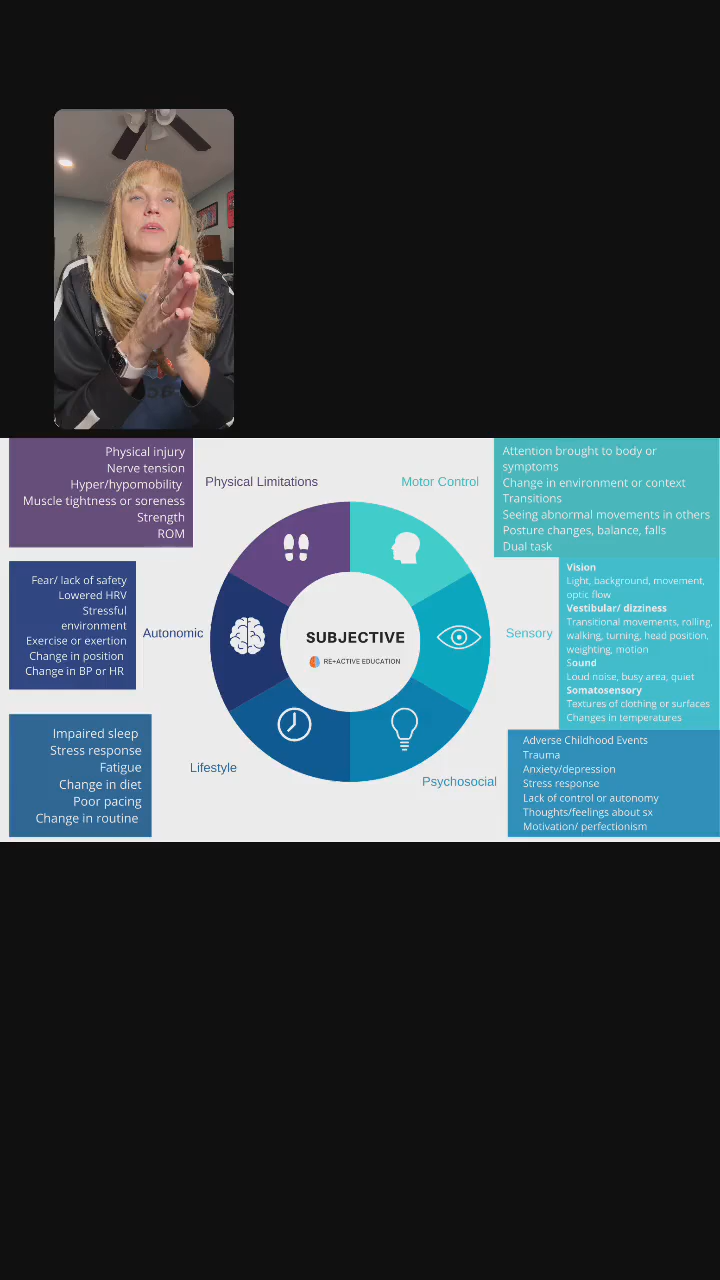 Physical injury
Nerve tension
Hyper/hypomobility
Muscle tightness or soreness
Strength
ROM
Physical Limitations
Motor Control
Attention brought to body or
symptoms
Change in environment or context
Transitions
Seeing abnormal movements in others
Posture changes, balance, falls
Dual task
Fear/ lack of safety
Lowered HRV
Stressful
environment
Exercise or exertion
Change in position
Change in BP or HR
Autonomic
SUBJECTIVE
RE+ACTIVE EDUCATION
Sensory
Vision
Light, background, movement,
optic flow
Vestibular/ dizziness
Transitional movements, rolling,
walking, turning, head position,
weighting, motion
Sound
Loud noise, busy area, quiet
Somatosensory
Textures of clothing or surfaces
Changes in temperatures
Impaired sleep
Stress response
Fatigue
Change in diet
Poor pacing
Change in routine
Lifestyle
Psychosocial
Adverse Childhood Events
Trauma
Anxiety/depression
Stress response
Lack of control or autonomy
Thoughts/feelings about sx
Motivation/ perfectionism